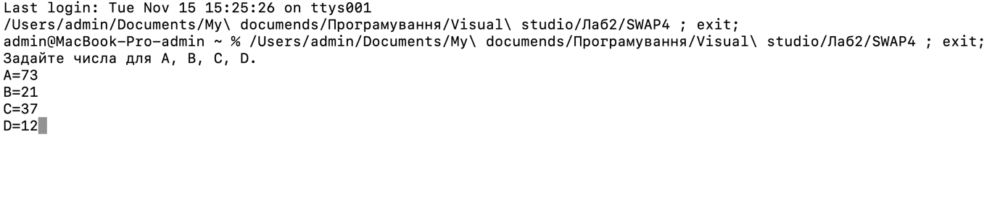 Last login: Tue Nov 15 15:25:26 on ttys001
/Users/admin/Documents/My\ documends/Програмування/Visual\ studio/Лаб2/SWAP4 ; exit;
admin@MacBook-Pro-admin ~ % /Users/admin/Documents/My\ documends/Програмування/Visual\ studio/Лаб2/SWAP4 ; exit;
Задайте числа для A, B, C, D.
A=73
B=21
C=37
D=12